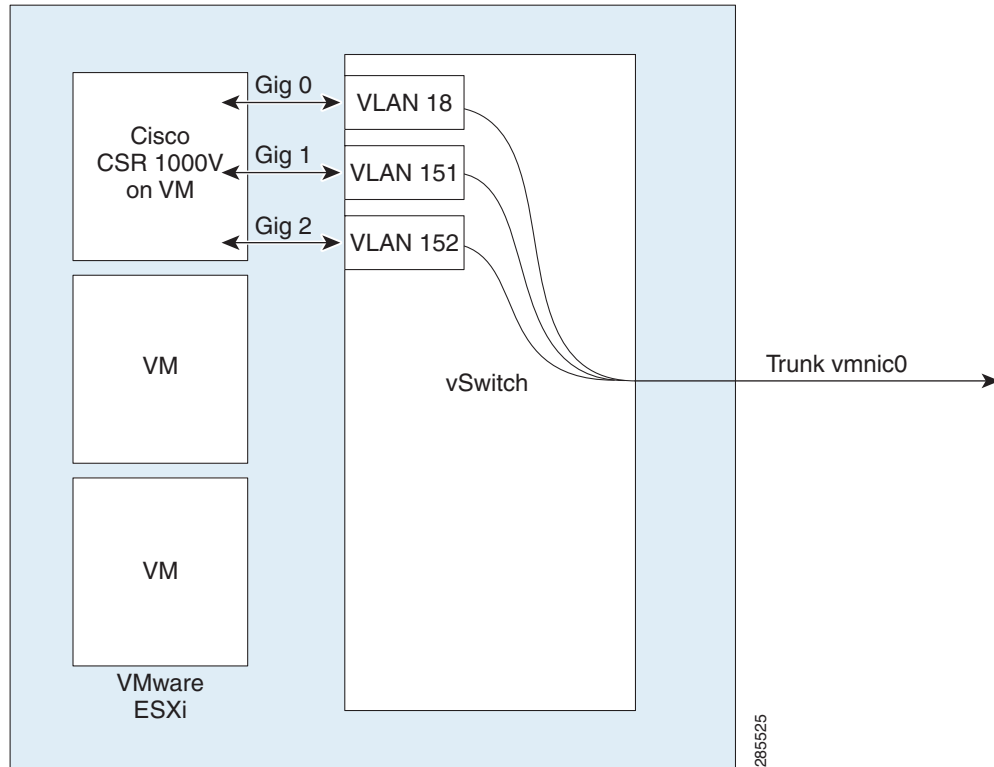 Cisco
CSR 1000V
on VM
Gig 0
Gig 1
Gig 2
VLAN 18
VLAN 151
VLAN 152
VM
VM
VMware
ESXi
vSwitch
Trunk vmnic0
285525